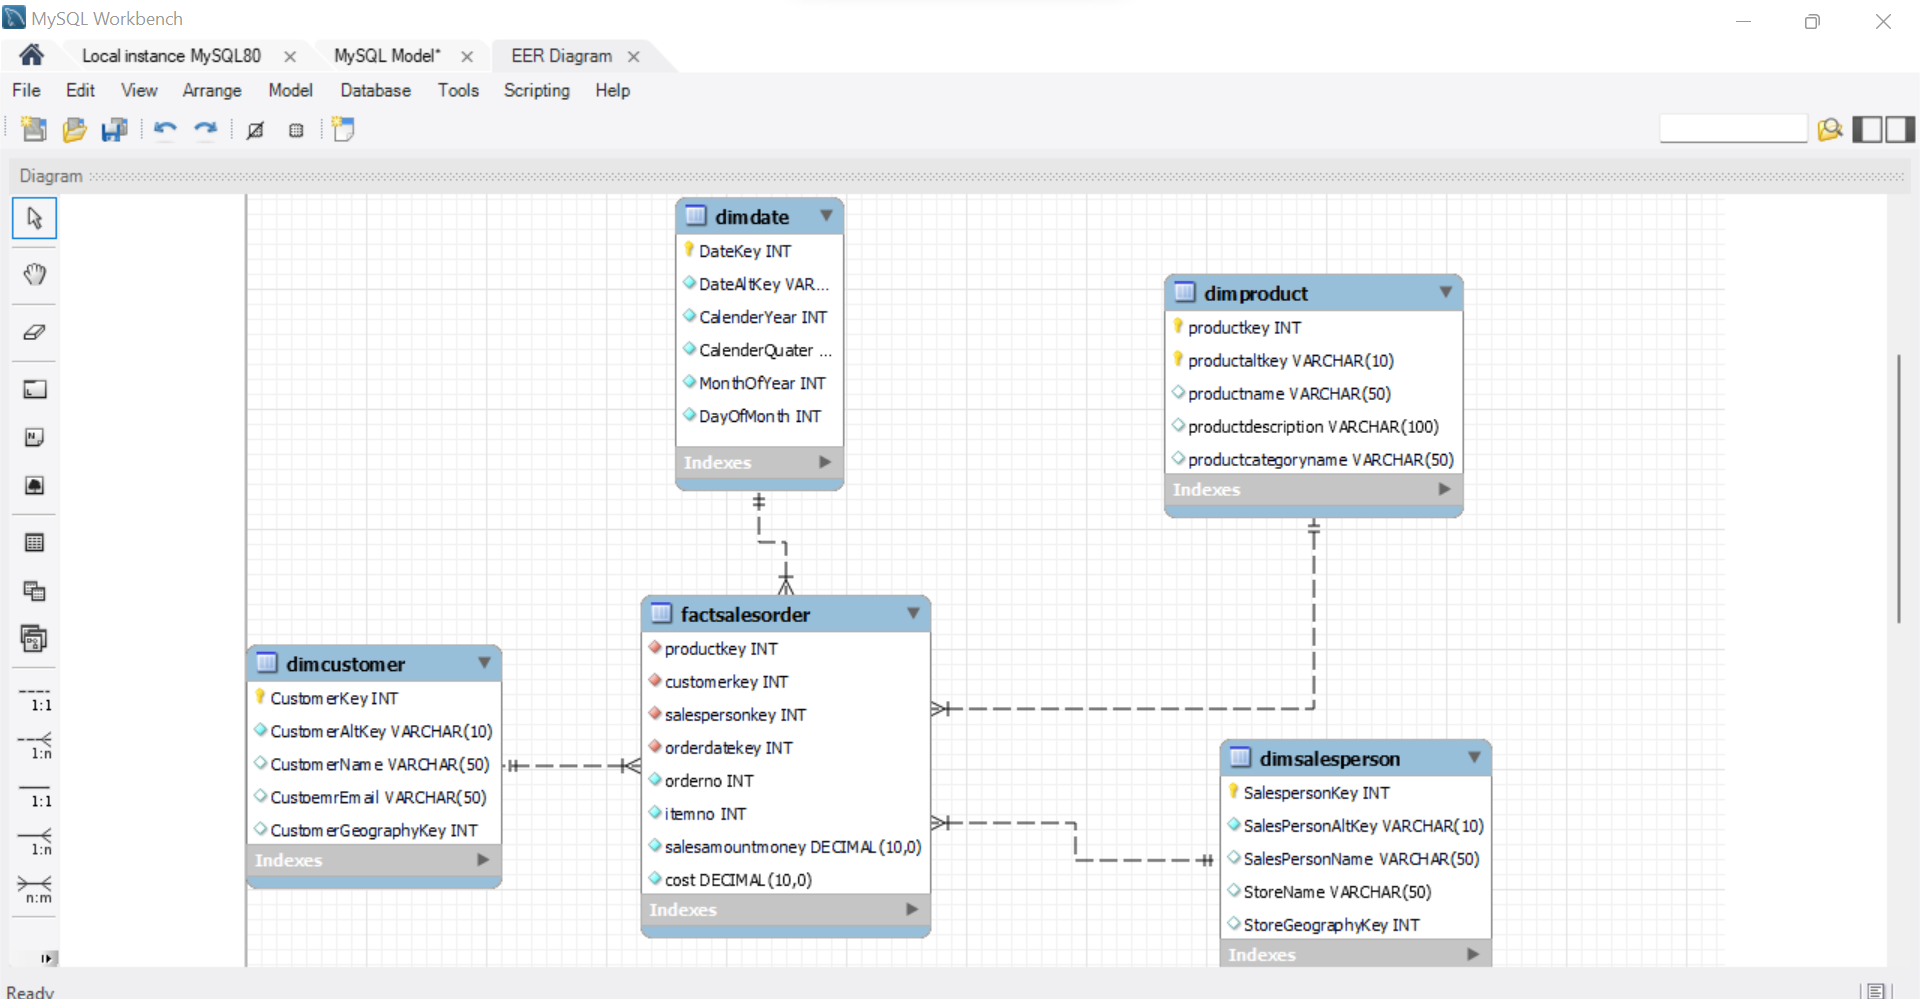 MySQL Workbench
Local instance MySQL80
MySQL Model*
EER Diagram
File Edit View Arrange Model Database Tools Scripting Help
Diagram
dimdate
DateKey INT
DateAltKey VAR...
CalenderYear INT
CalenderQuater ...
MonthOfYear INT
DayOfMonth INT
Indexes
dimproduct
productkey INT
productaltkey VARCHAR(10)
productname VARCHAR(50)
productdescription VARCHAR(100)
productcategoryname VARCHAR(50)
Indexes
factsalesorder
productkey INT
customerkey INT
salespersonkey INT
orderdatekey INT
orderno INT
itemno INT
salesamountmoney DECIMAL(10,0)
cost DECIMAL(10,0)
Indexes
dimcustomer
CustomerKey INT
CustomerAltKey VARCHAR(10)
CustomerName VARCHAR(50)
CustoemrEmail VARCHAR(50)
CustomerGeographyKey INT
Indexes
dimsalesperson
SalespersonKey INT
SalesPersonAltKey VARCHAR(10)
SalesPersonName VARCHAR(50)
StoreName VARCHAR(50)
StoreGeographyKey INT
Indexes
1:1
1:n
1:1
1:n
n:m
Ready